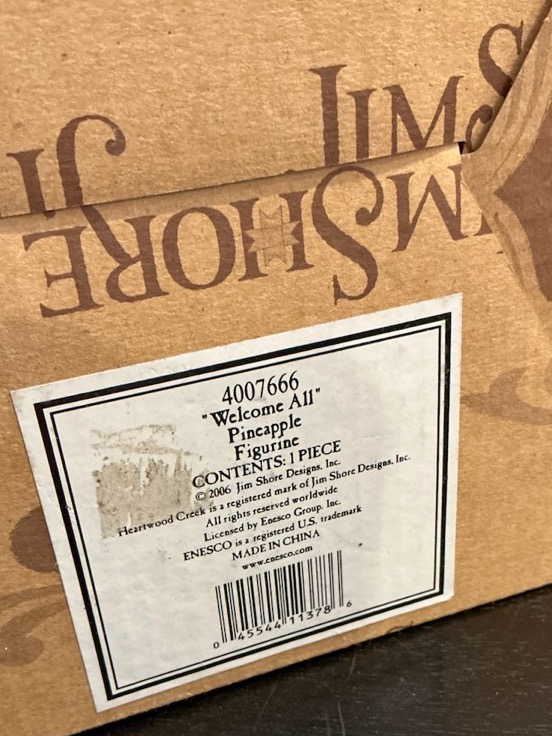 JIM S
JI
JIM SHORE
4007666
"Welcome All"
Pineapple
Figurine
CONTENTS: 1 PIECE
© 2006 Jim Shore Designs, Inc.
Heartwood Creek is a registered mark of Jim Shore Designs, Inc.
All rights reserved worldwide
Licensed by Enesco Group, Inc.
ENESCO is a registered U.S. trademark
MADE IN CHINA
www.enesco.com
0 45544 11378 6